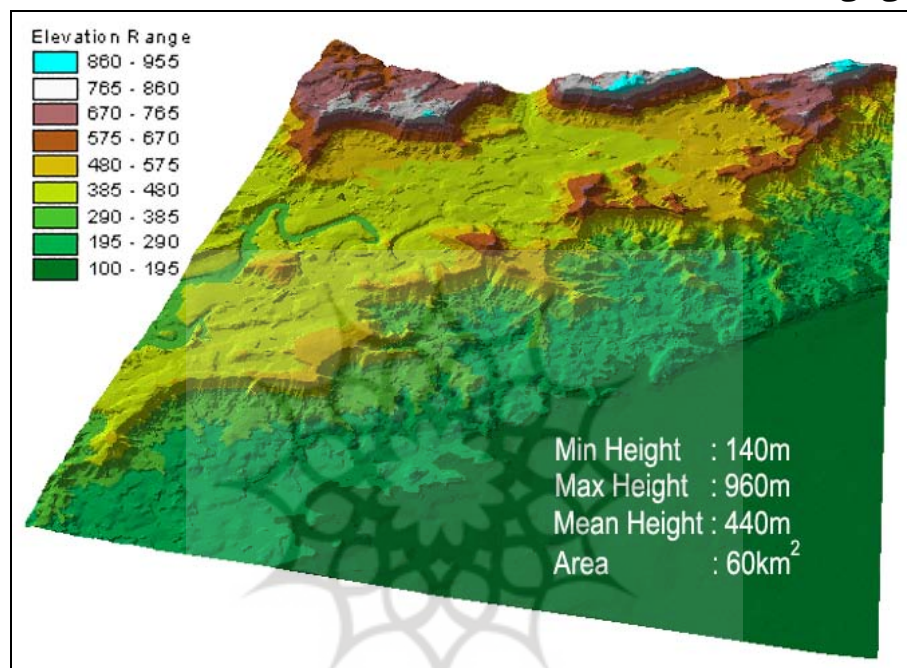 Elevation Range
860 - 955
765 - 860
670 - 765
575 - 670
480 - 575
385 - 480
290 - 385
195 - 290
100 - 195
Min Height : 140m
Max Height : 960m
Mean Height : 440m
Area : 60km²